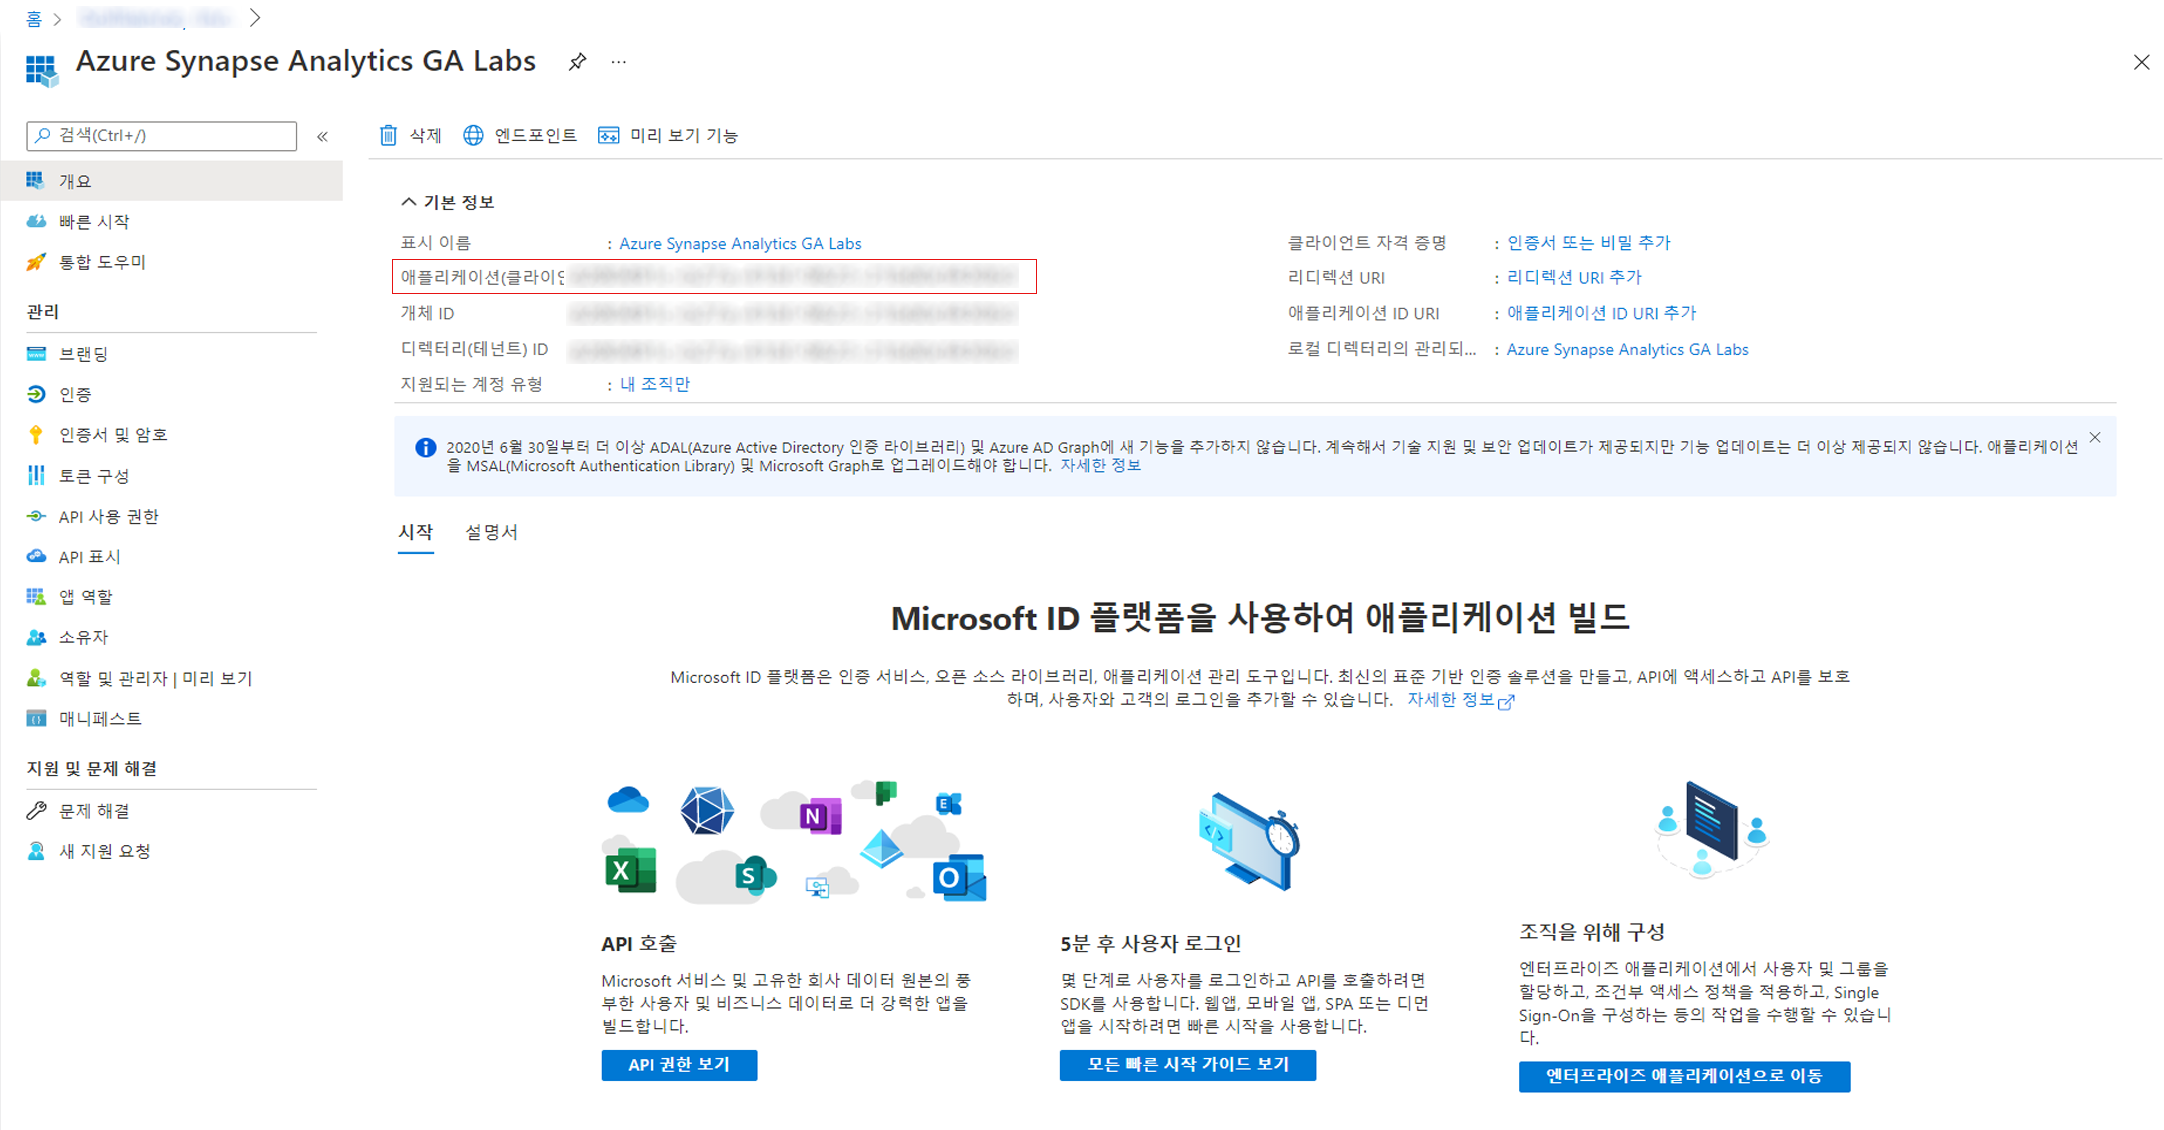 홈
Azure Synapse Analytics GA Labs
검색(Ctrl+/)
삭제
엔드포인트
미리 보기 기능
개요
빠른 시작
통합 도우미
관리
브랜딩
인증
인증서 및 암호
토큰 구성
API 사용 권한
API 표시
앱 역할
소유자
역할 및 관리자 | 미리 보기
매니페스트
지원 및 문제 해결
문제 해결
새 지원 요청
기본 정보
표시 이름 : Azure Synapse Analytics GA Labs
애플리케이션(클라이언
개체 ID
디렉터리(테넌트) ID
지원되는 계정 유형 : 내 조직만
클라이언트 자격 증명 : 인증서 또는 비밀 추가
리디렉션 URI : 리디렉션 URI 추가
애플리케이션 ID URI : 애플리케이션 ID URI 추가
로컬 디렉터리의 관리되... : Azure Synapse Analytics GA Labs
2020년 6월 30일부터 더 이상 ADAL(Azure Active Directory 인증 라이브러리) 및 Azure AD Graph에 새 기능을 추가하지 않습니다. 계속해서 기술 지원 및 보안 업데이트가 제공되지만 기능 업데이트는 더 이상 제공되지 않습니다. 애플리케이션
을 MSAL(Microsoft Authentication Library) 및 Microsoft Graph로 업그레이드해야 합니다. 자세한 정보
시작
설명서
Microsoft ID 플랫폼을 사용하여 애플리케이션 빌드
Microsoft ID 플랫폼은 인증 서비스, 오픈 소스 라이브러리, 애플리케이션 관리 도구입니다. 최신의 표준 기반 인증 솔루션을 만들고, API에 액세스하고 API를 보호
하며, 사용자와 고객의 로그인을 추가할 수 있습니다. 자세한 정보
API 호출
Microsoft 서비스 및 고유한 회사 데이터 원본의 풍
부한 사용자 및 비즈니스 데이터로 더 강력한 앱을
빌드합니다.
API 권한 보기
5분 후 사용자 로그인
몇 단계로 사용자를 로그인하고 API를 호출하려면
SDK를 사용합니다. 웹앱, 모바일 앱, SPA 또는 디먼
앱을 시작하려면 빠른 시작을 사용합니다.
모든 빠른 시작 가이드 보기
조직을 위해 구성
엔터프라이즈 애플리케이션에서 사용자 및 그룹을
할당하고, 조건부 액세스 정책을 적용하고, Single
Sign-On을 구성하는 등의 작업을 수행할 수 있습니
다.
엔터프라이즈 애플리케이션으로 이동